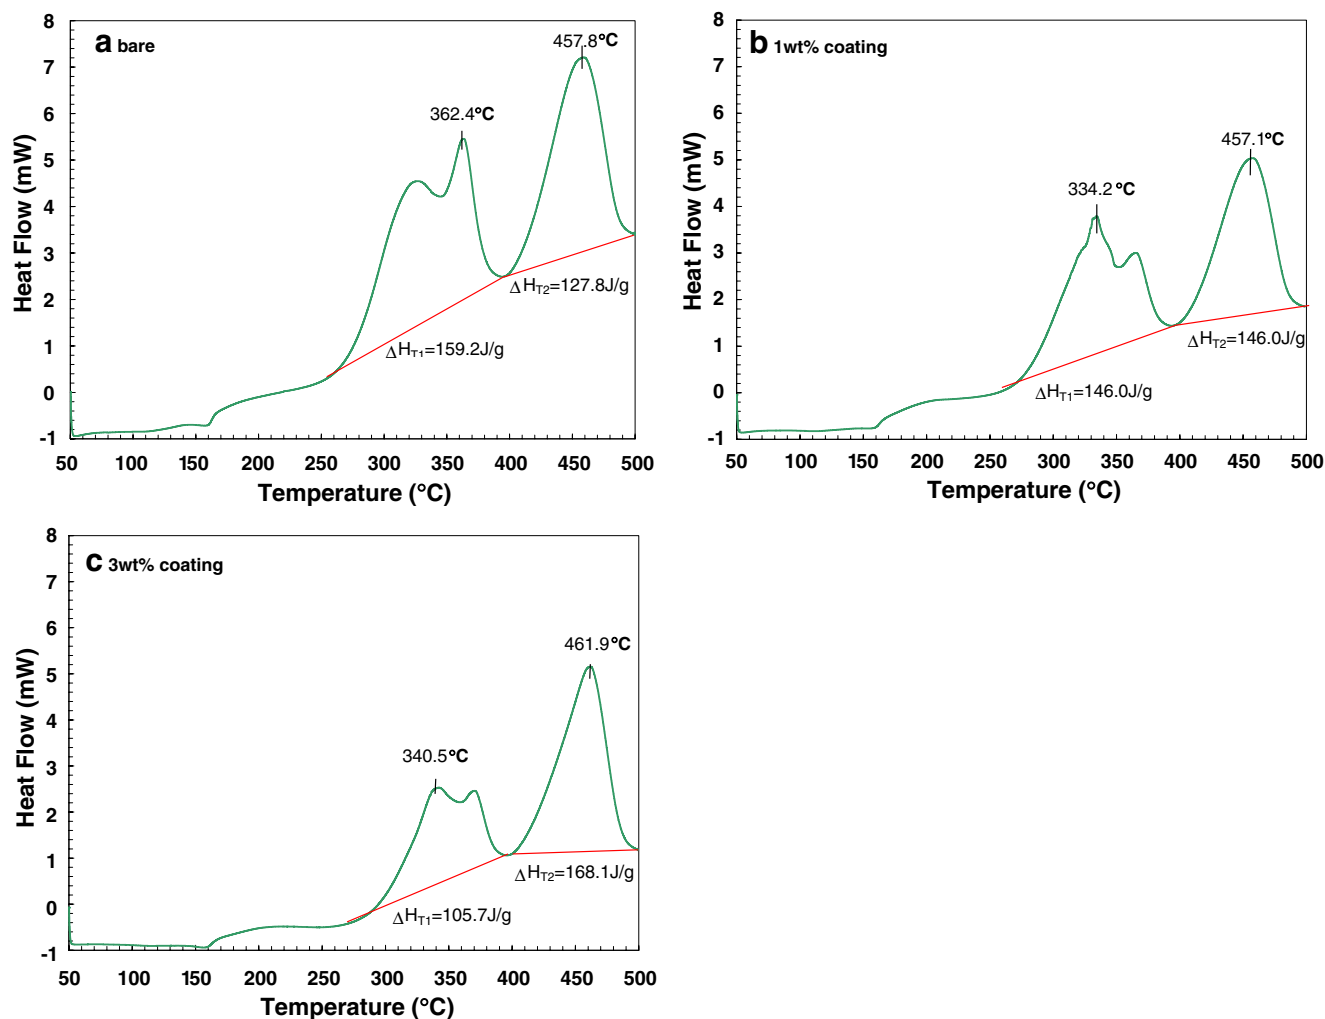 a bare
457.8°C
362.4°C
ΔHT2=127.8J/g
ΔHT1=159.2J/g
8
7
6
5
4
3
2
1
0
-1
Heat Flow (mW)
50 100 150 200 250 300 350 400 450 500
Temperature (°C)
b 1wt% coating
457.1°C
334.2 °C
ΔHT2=146.0J/g
ΔHT1=146.0J/g
8
7
6
5
4
3
2
1
0
-1
Heat Flow (mW)
50 100 150 200 250 300 350 400 450 500
Temperature (°C)
c 3wt% coating
461.9°C
340.5°C
ΔHT2=168.1J/g
ΔHT1=105.7J/g
8
7
6
5
4
3
2
1
0
-1
Heat Flow (mW)
50 100 150 200 250 300 350 400 450 500
Temperature (°C)